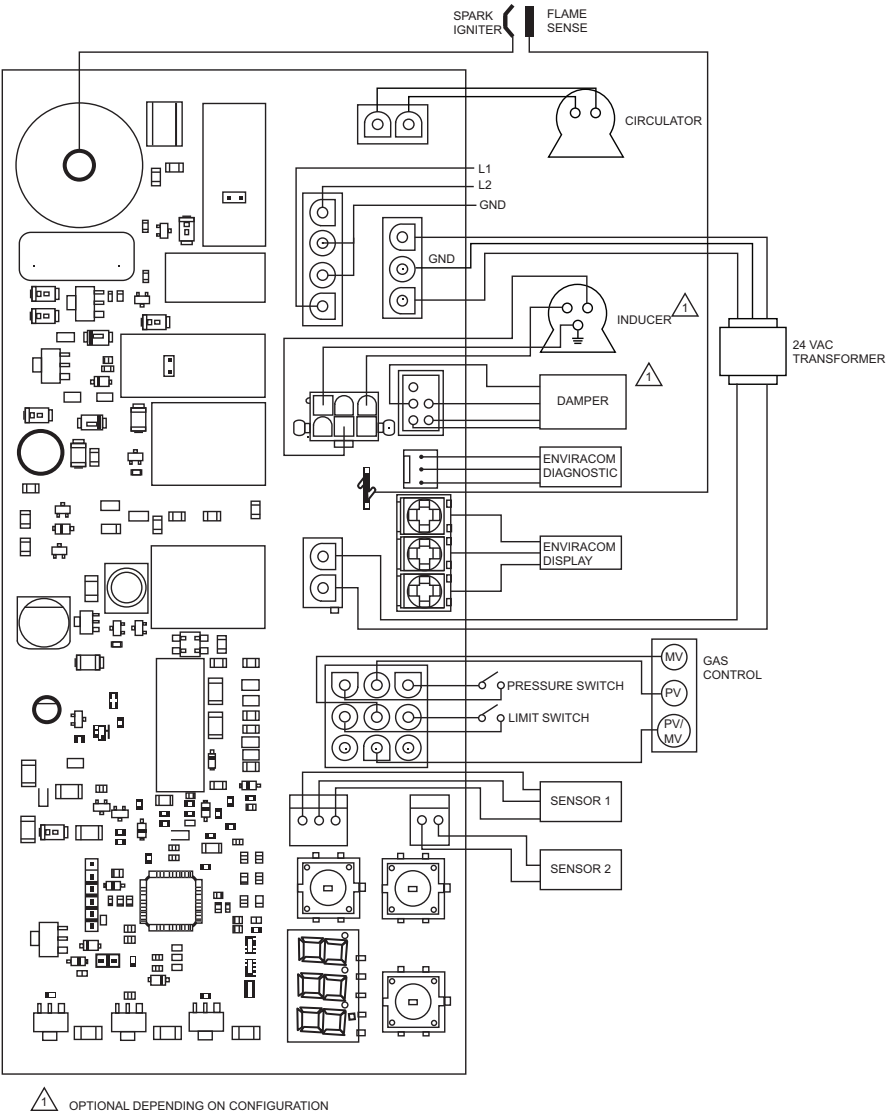 SPARK
IGNITER
FLAME
SENSE
CIRCULATOR
L1
L2
GND
GND
INDUCER
1
24 VAC
TRANSFORMER
1
DAMPER
ENVIRACOM
DIAGNOSTIC
ENVIRACOM
DISPLAY
MV
GAS
CONTROL
PRESSURE SWITCH
PV
LIMIT SWITCH
PV/
MV
SENSOR 1
SENSOR 2
1 OPTIONAL DEPENDING ON CONFIGURATION